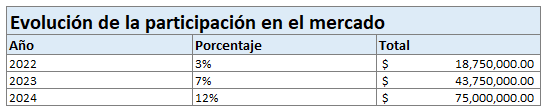 Evolución de la participación en el mercado
Año Porcentaje Total
2022 3% $ 18,750,000.00
2023 7% $ 43,750,000.00
2024 12% $ 75,000,000.00